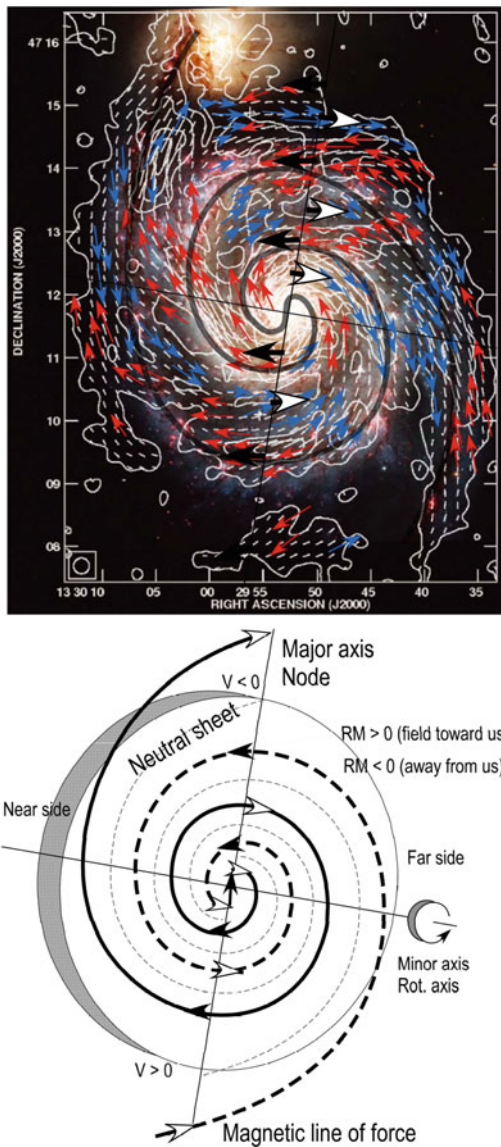 47 16
15
14
13
12
11
10
09
08
DECLINATION (J2000)
13 30 10
05
00
29 55
50
45
40
35
RIGHT ASCENSION (J2000)
Major axis
Node
V < 0
Neutral sheet
RM > 0 (field toward us
RM < 0 (away from us)
Near side
Far side
Minor axis
Rot. axis
V > 0
Magnetic line of force